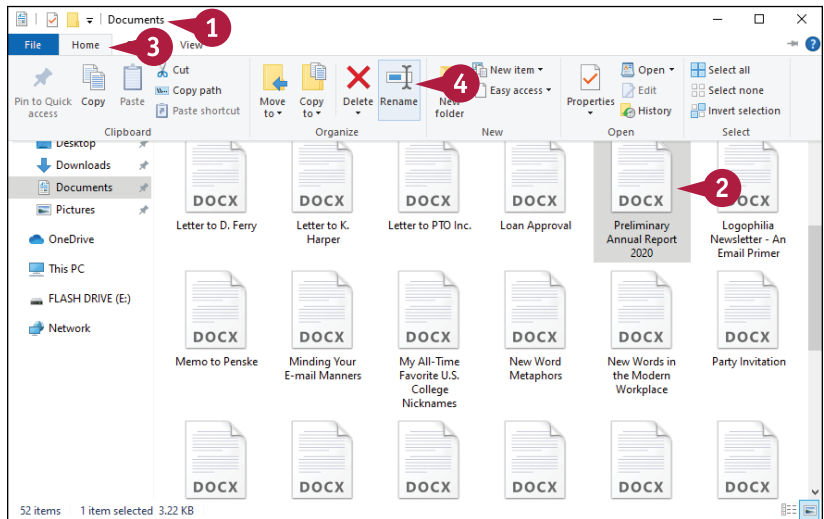 Documents
1
File Home View
3
Pin to Quick access
Copy
Paste
Cut
Copy path
Paste shortcut
Clipboard
Move to
Copy to
Delete
Rename
4
Organize
New folder
New item
Easy access
New
Properties
Open
Edit
History
Open
Select all
Select none
Invert selection
Select
Desktop
Downloads
Documents
Pictures
OneDrive
This PC
FLASH DRIVE (E:)
Network
DOCX DOCX DOCX DOCX DOCX DOCX
2
Letter to D. Ferry
Letter to K.
Harper
Letter to PTO Inc.
Loan Approval
Preliminary
Annual Report
2020
Logophilia
Newsletter - An
Email Primer
DOCX DOCX DOCX DOCX DOCX DOCX
Memo to Penske
Minding Your
E-mail Manners
My All-Time
Favorite U.S.
College
Nicknames
New Word
Metaphors
New Words in
the Modern
Workplace
Party Invitation
DOCX DOCX DOCX DOCX DOCX DOCX
52 items 1 item selected 3.22 KB